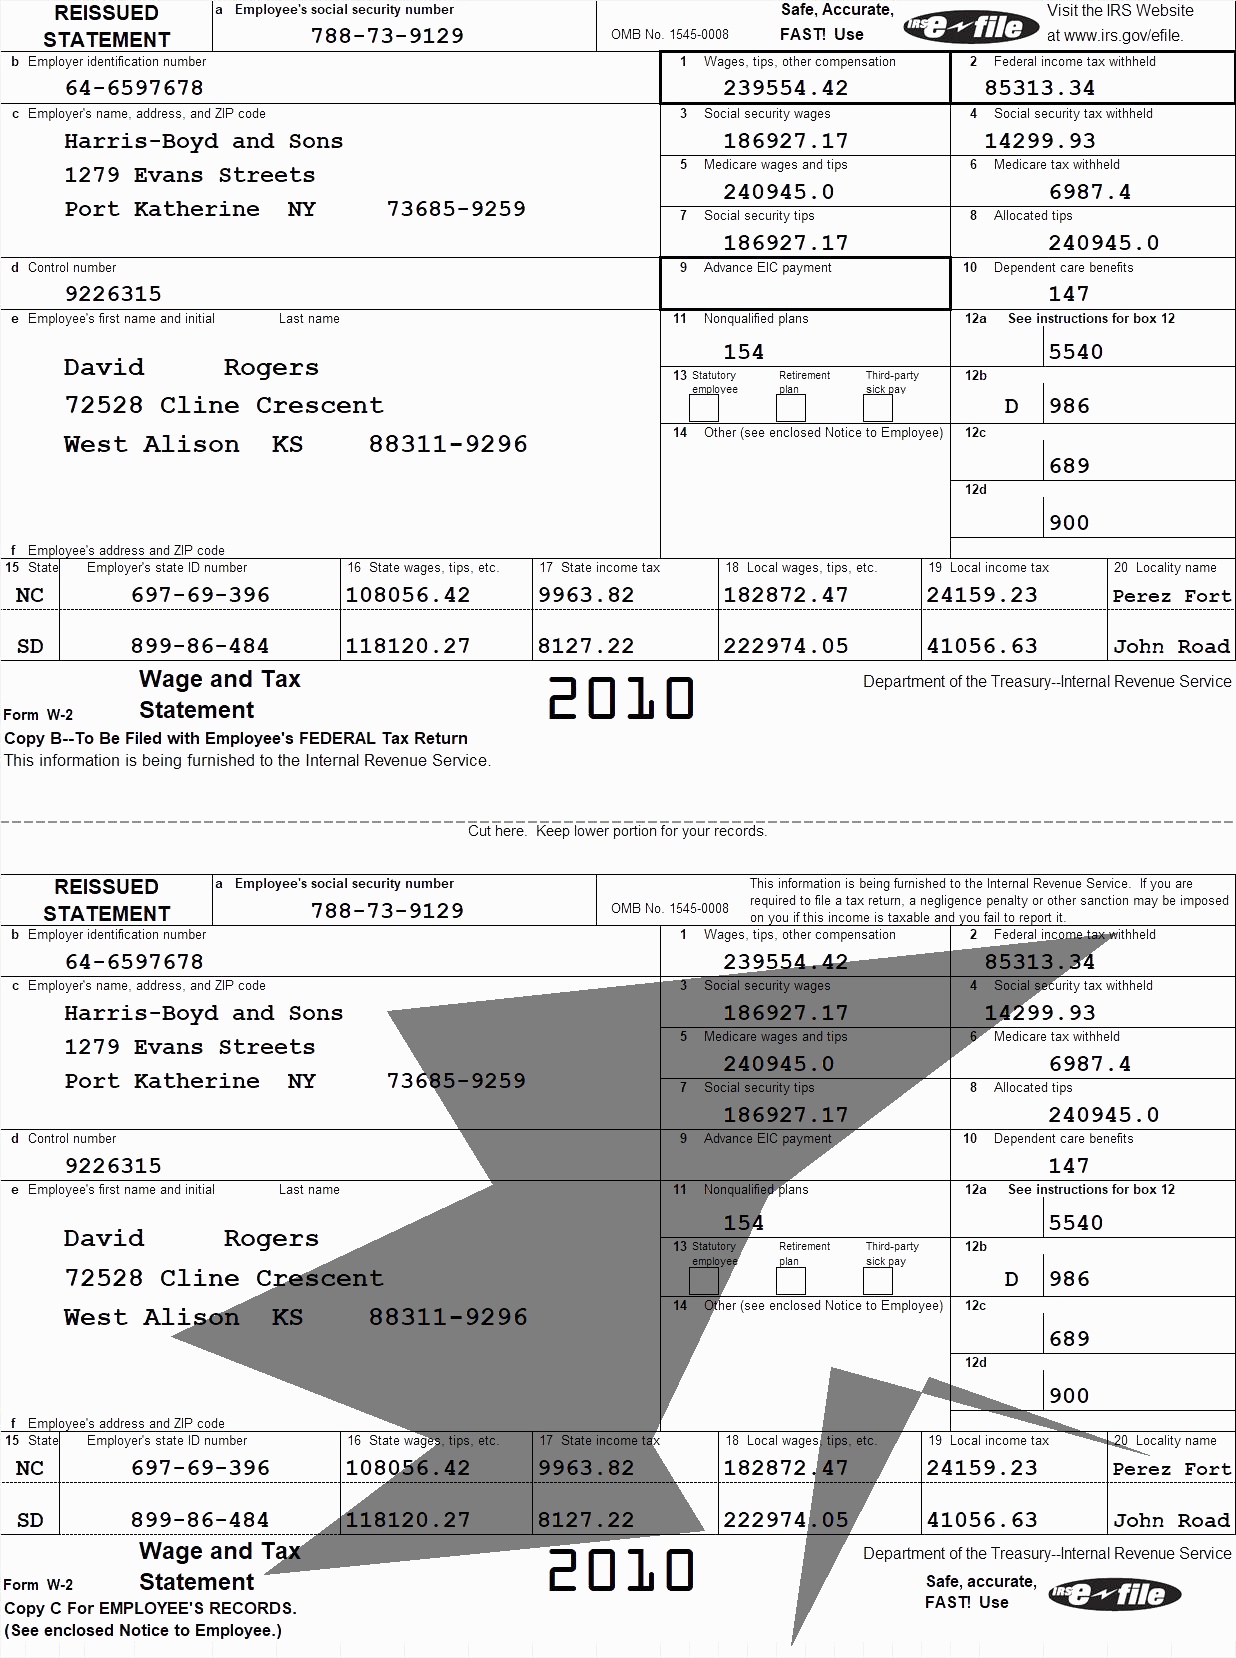 REISSUED STATEMENT
a Employee's social security number
788-73-9129
OMB No. 1545-0008
Safe, Accurate, FAST! Use
IRS e-file
Visit the IRS Website at www.irs.gov/efile.
b Employer identification number
64-6597678
1 Wages, tips, other compensation
239554.42
2 Federal income tax withheld
85313.34
c Employer's name, address, and ZIP code
Harris-Boyd and Sons
1279 Evans Streets
Port Katherine NY 73685-9259
3 Social security wages
186927.17
4 Social security tax withheld
14299.93
5 Medicare wages and tips
240945.0
6 Medicare tax withheld
6987.4
7 Social security tips
186927.17
8 Allocated tips
240945.0
d Control number
9226315
9 Advance EIC payment
10 Dependent care benefits
147
e Employee's first name and initial Last name
David Rogers
72528 Cline Crescent
West Alison KS 88311-9296
11 Nonqualified plans
154
12a See instructions for box 12
5540
13 Statutory employee Retirement plan Third-party sick pay
12b
D 986
14 Other (see enclosed Notice to Employee)
12c
689
12d
900
f Employee's address and ZIP code
15 State Employer's state ID number 16 State wages, tips, etc. 17 State income tax 18 Local wages, tips, etc. 19 Local income tax 20 Locality name
NC 697-69-396 108056.42 9963.82 182872.47 24159.23 Perez Fort
SD 899-86-484 118120.27 8127.22 222974.05 41056.63 John Road
Form W-2 Wage and Tax Statement
2010
Department of the Treasury--Internal Revenue Service
Copy B--To Be Filed with Employee's FEDERAL Tax Return
This information is being furnished to the Internal Revenue Service.
Cut here. Keep lower portion for your records.
REISSUED STATEMENT
a Employee's social security number
788-73-9129
OMB No. 1545-0008
This information is being furnished to the Internal Revenue Service. If you are
required to file a tax return, a negligence penalty or other sanction may be imposed
on you if this income is taxable and you fail to report it.
b Employer identification number
64-6597678
1 Wages, tips, other compensation
239554.42
2 Federal income tax withheld
85313.34
c Employer's name, address, and ZIP code
Harris-Boyd and Sons
1279 Evans Streets
Port Katherine NY 73685-9259
3 Social security wages
186927.17
4 Social security tax withheld
14299.93
5 Medicare wages and tips
240945.0
6 Medicare tax withheld
6987.4
7 Social security tips
186927.17
8 Allocated tips
240945.0
d Control number
9226315
9 Advance EIC payment
10 Dependent care benefits
147
e Employee's first name and initial Last name
David Rogers
72528 Cline Crescent
West Alison KS 88311-9296
11 Nonqualified plans
154
12a See instructions for box 12
5540
13 Statutory employee Retirement plan Third-party sick pay
12b
D 986
14 Other (see enclosed Notice to Employee)
12c
689
12d
900
f Employee's address and ZIP code
15 State Employer's state ID number 16 State wages, tips, etc. 17 State income tax 18 Local wages, tips, etc. 19 Local income tax 20 Locality name
NC 697-69-396 108056.42 9963.82 182872.47 24159.23 Perez Fort
SD 899-86-484 118120.27 8127.22 222974.05 41056.63 John Road
Form W-2 Wage and Tax Statement
2010
Department of the Treasury--Internal Revenue Service
Safe, accurate, FAST! Use
IRS e-file
Copy C For EMPLOYEE'S RECORDS.
(See enclosed Notice to Employee.)